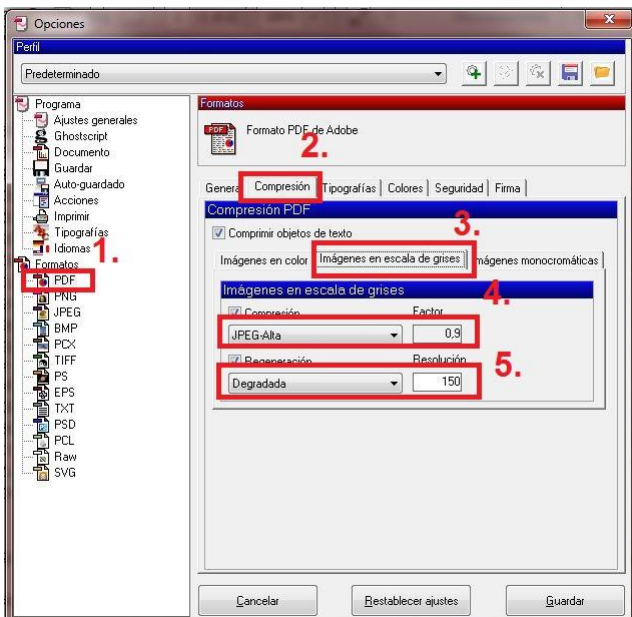 Opciones
Perfil
Predeterminado
Programa
Ajustes generales
Ghostscript
Documento
Guardar
Auto-guardado
Acciones
Imprimir
Tipografías
Idiomas
1.
Formatos
PDF
PNG
JPEG
BMP
PCX
TIFF
PS
EPS
TXT
PSD
PCL
Raw
SVG
Formatos
PDF
Formato PDF de Adobe
2.
General Compresión Tipografías Colores Seguridad Firma
Compresión PDF
Comprimir objetos de texto
3.
Imágenes en color Imágenes en escala de grises Imágenes monocromáticas
Imágenes en escala de grises
4.
Compresión Factor
JPEG-Alta 0,9
Regeneración Resolución
5.
Degradada 150
Cancelar Restablecer ajustes Guardar